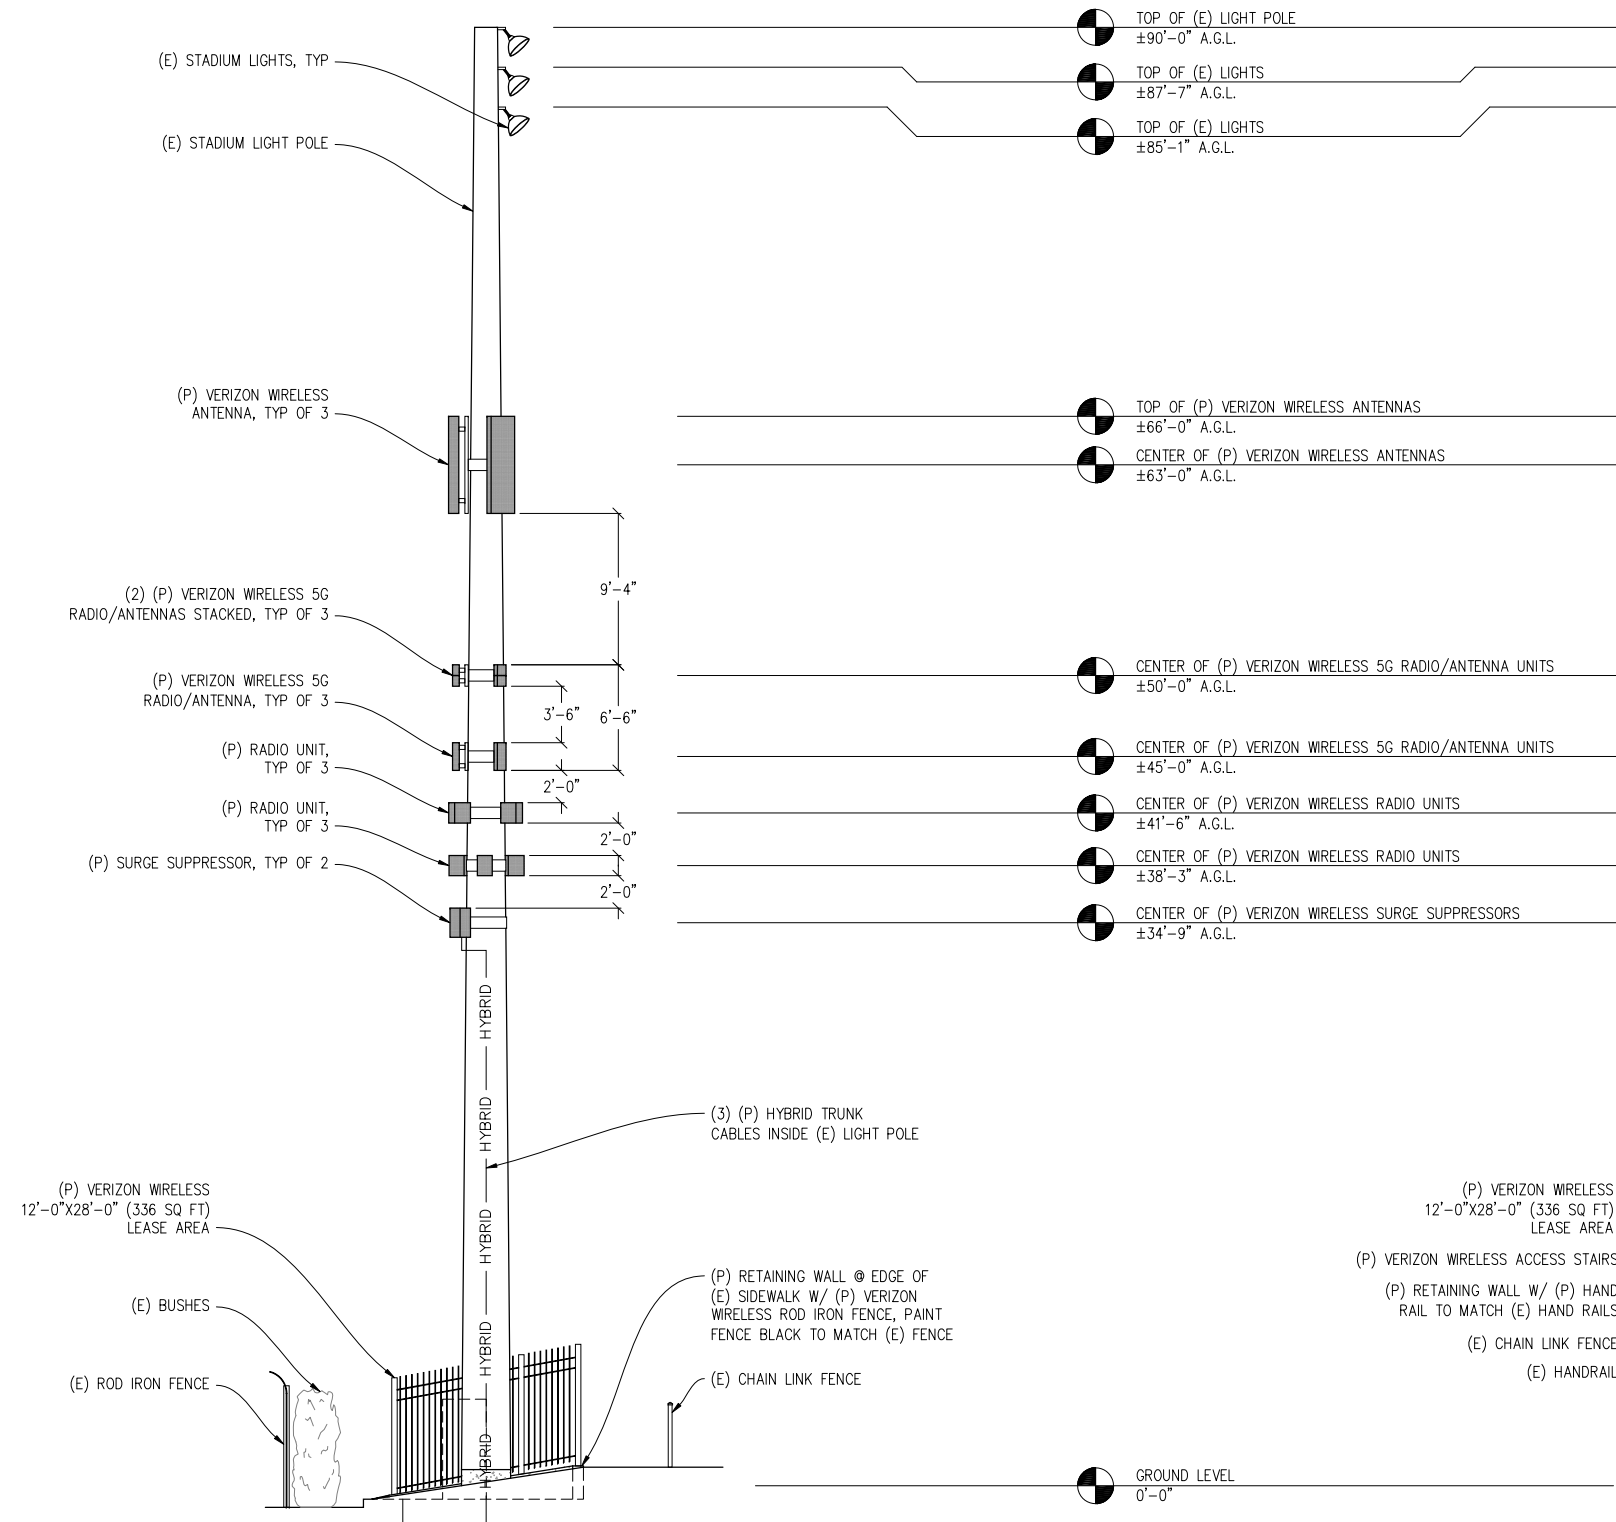 TOP OF (E) LIGHT POLE
±90'-0" A.G.L.
(E) STADIUM LIGHTS, TYP
TOP OF (E) LIGHTS
±87'-7" A.G.L.
TOP OF (E) LIGHTS
±85'-1" A.G.L.
(E) STADIUM LIGHT POLE
(P) VERIZON WIRELESS
ANTENNA, TYP OF 3
TOP OF (P) VERIZON WIRELESS ANTENNAS
±66'-0" A.G.L.
CENTER OF (P) VERIZON WIRELESS ANTENNAS
±63'-0" A.G.L.
9'-4"
(2) (P) VERIZON WIRELESS 5G
RADIO/ANTENNAS STACKED, TYP OF 3
CENTER OF (P) VERIZON WIRELESS 5G RADIO/ANTENNA UNITS
±50'-0" A.G.L.
(P) VERIZON WIRELESS 5G
RADIO/ANTENNA, TYP OF 3
3'-6"
6'-6"
CENTER OF (P) VERIZON WIRELESS 5G RADIO/ANTENNA UNITS
±45'-0" A.G.L.
(P) RADIO UNIT,
TYP OF 3
2'-0"
CENTER OF (P) VERIZON WIRELESS RADIO UNITS
±41'-6" A.G.L.
(P) RADIO UNIT,
TYP OF 3
2'-0"
CENTER OF (P) VERIZON WIRELESS RADIO UNITS
±38'-3" A.G.L.
(P) SURGE SUPPRESSOR, TYP OF 2
2'-0"
CENTER OF (P) VERIZON WIRELESS SURGE SUPPRESSORS
±34'-9" A.G.L.
HYBRID
HYBRID
HYBRID
HYBRID
HYBRID
(3) (P) HYBRID TRUNK
CABLES INSIDE (E) LIGHT POLE
(P) VERIZON WIRELESS
12'-0"X28'-0" (336 SQ FT)
LEASE AREA
(E) BUSHES
(E) ROD IRON FENCE
(P) RETAINING WALL @ EDGE OF
(E) SIDEWALK W/ (P) VERIZON
WIRELESS ROD IRON FENCE, PAINT
FENCE BLACK TO MATCH (E) FENCE
(E) CHAIN LINK FENCE
(P) VERIZON WIRELESS
12'-0"X28'-0" (336 SQ FT)
LEASE AREA
(P) VERIZON WIRELESS ACCESS STAIRS
(P) RETAINING WALL W/ (P) HAND
RAIL TO MATCH (E) HAND RAILS
(E) CHAIN LINK FENCE
(E) HANDRAIL
GROUND LEVEL
0'-0"